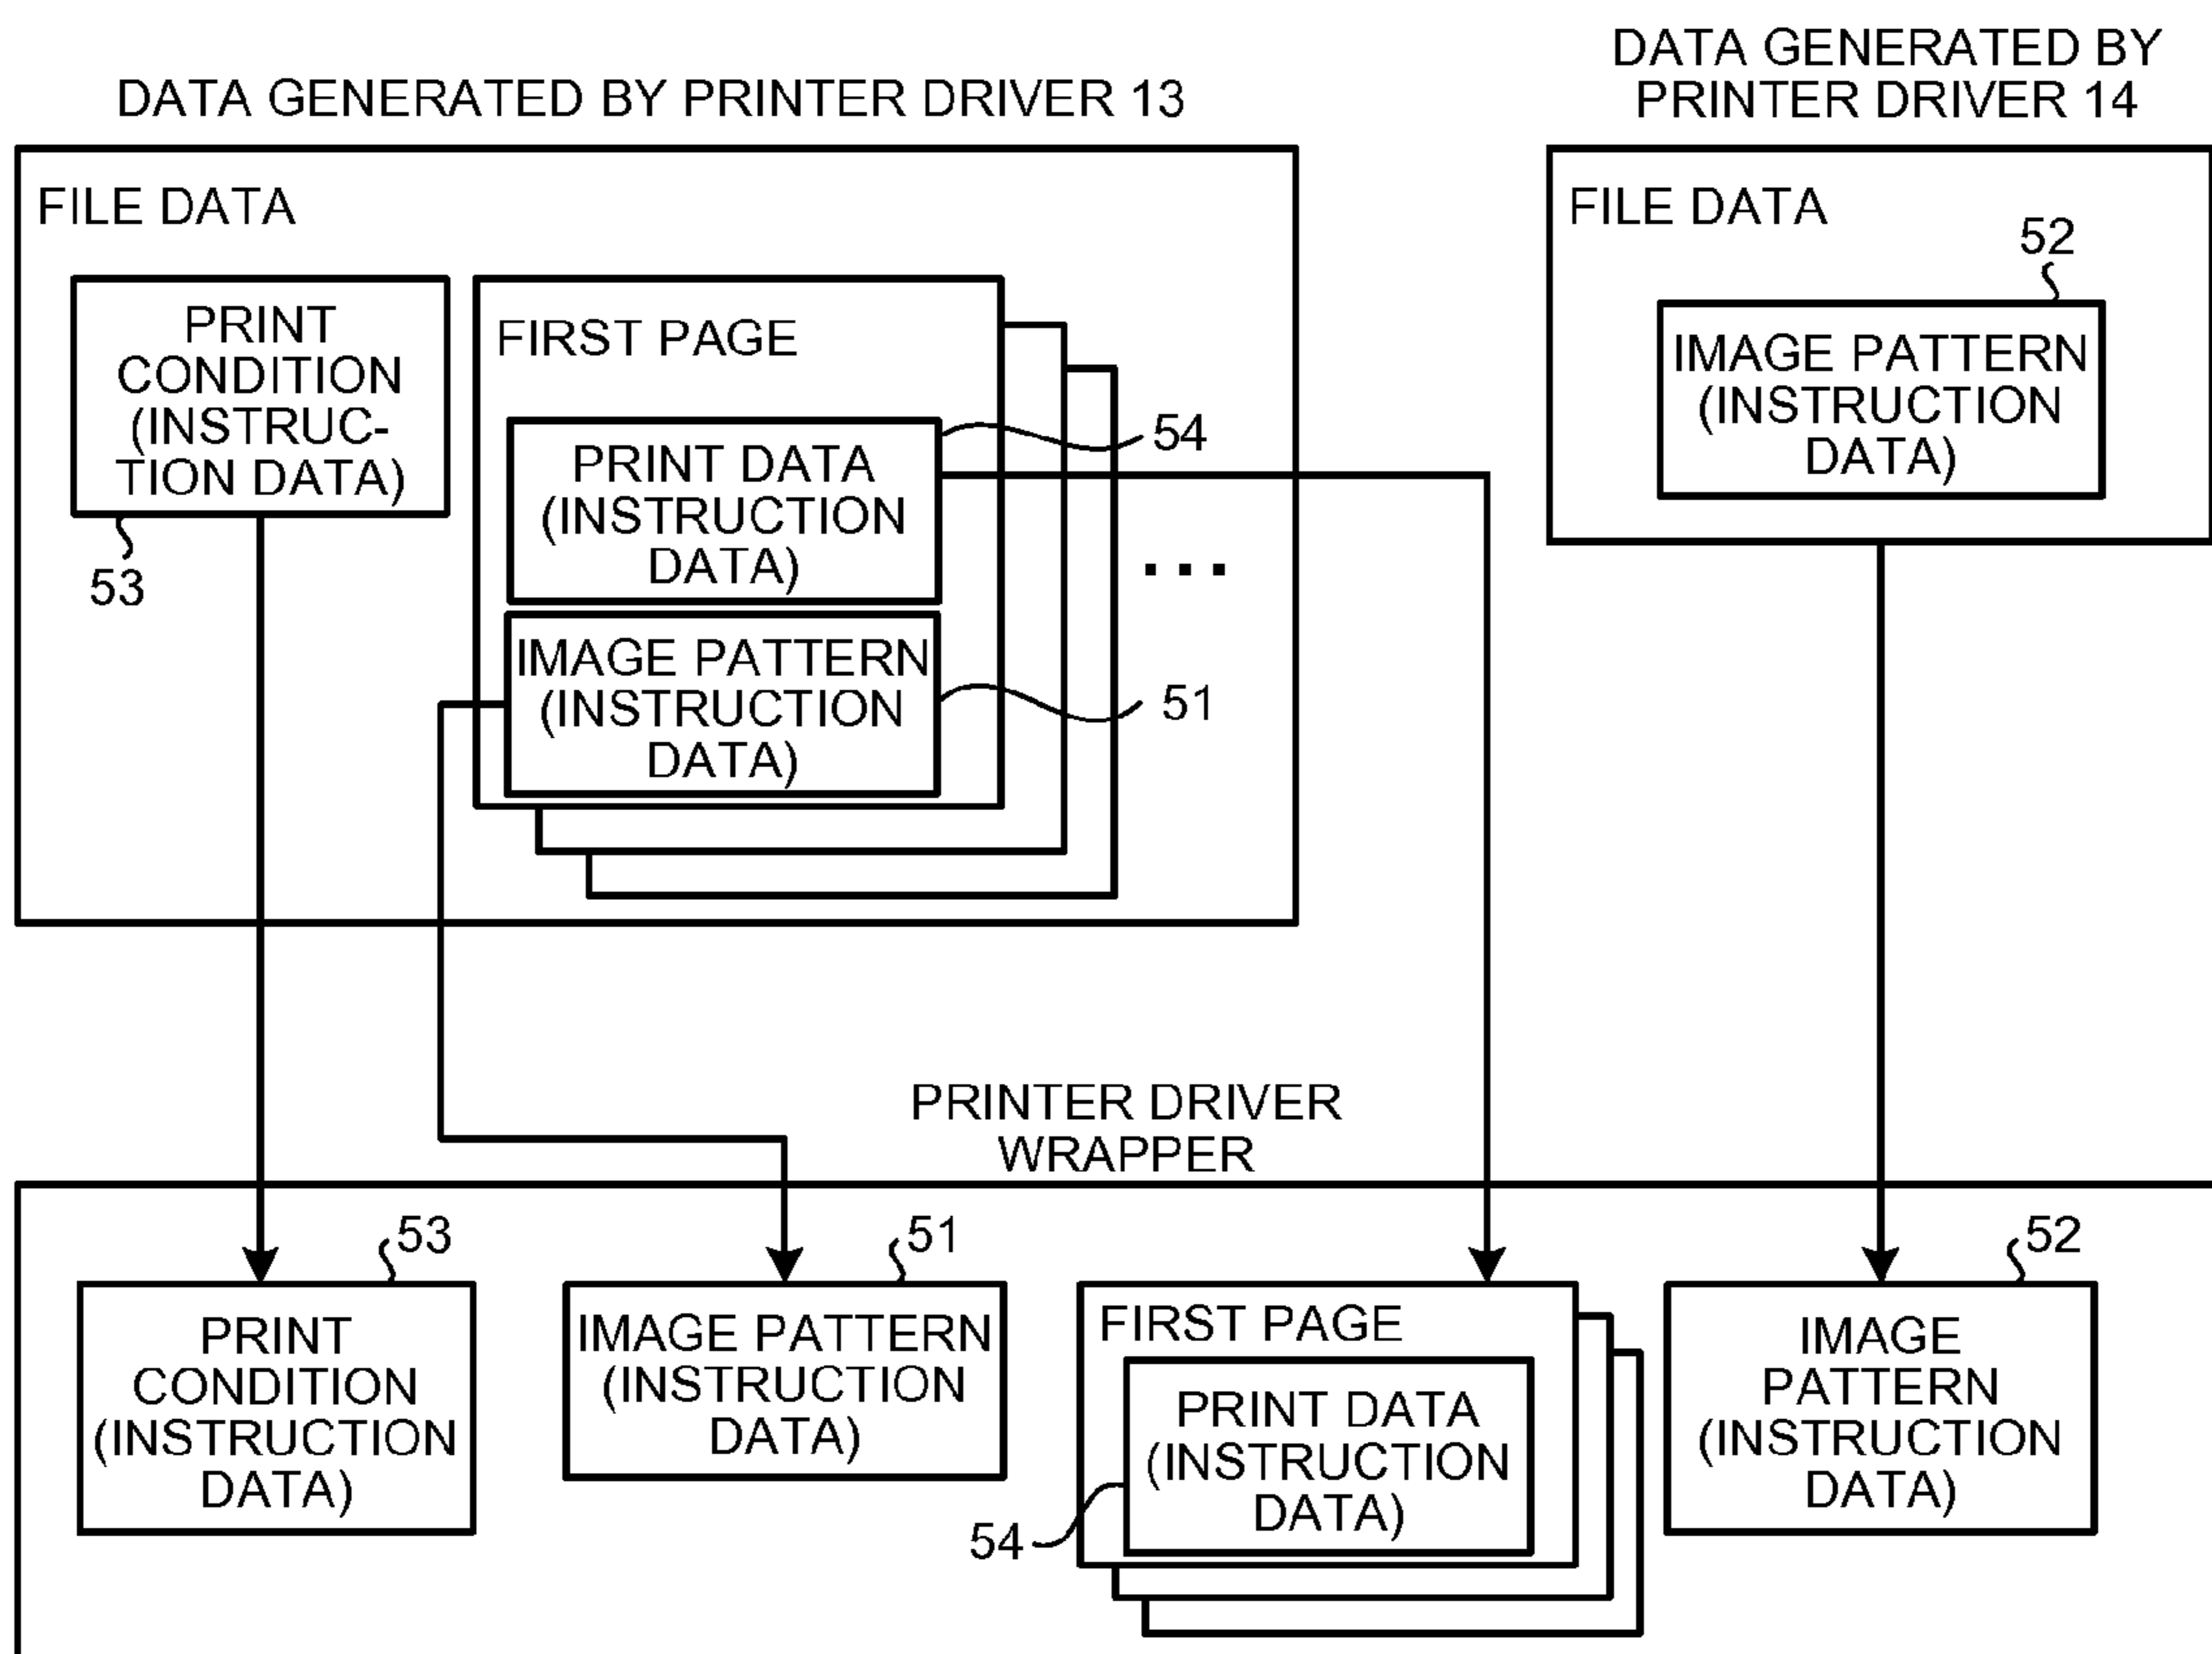 DATA GENERATED BY PRINTER DRIVER 13
FILE DATA
PRINT
CONDITION
(INSTRUC-
TION DATA)
53
FIRST PAGE
PRINT DATA
(INSTRUCTION
DATA)
54
IMAGE PATTERN
(INSTRUCTION
DATA)
51
...
DATA GENERATED BY
PRINTER DRIVER 14
FILE DATA
52
IMAGE PATTERN
(INSTRUCTION
DATA)
PRINTER DRIVER
WRAPPER
53
PRINT
CONDITION
(INSTRUCTION
DATA)
51
IMAGE PATTERN
(INSTRUCTION
DATA)
FIRST PAGE
PRINT DATA
(INSTRUCTION
DATA)
54
52
IMAGE
PATTERN
(INSTRUCTION
DATA)